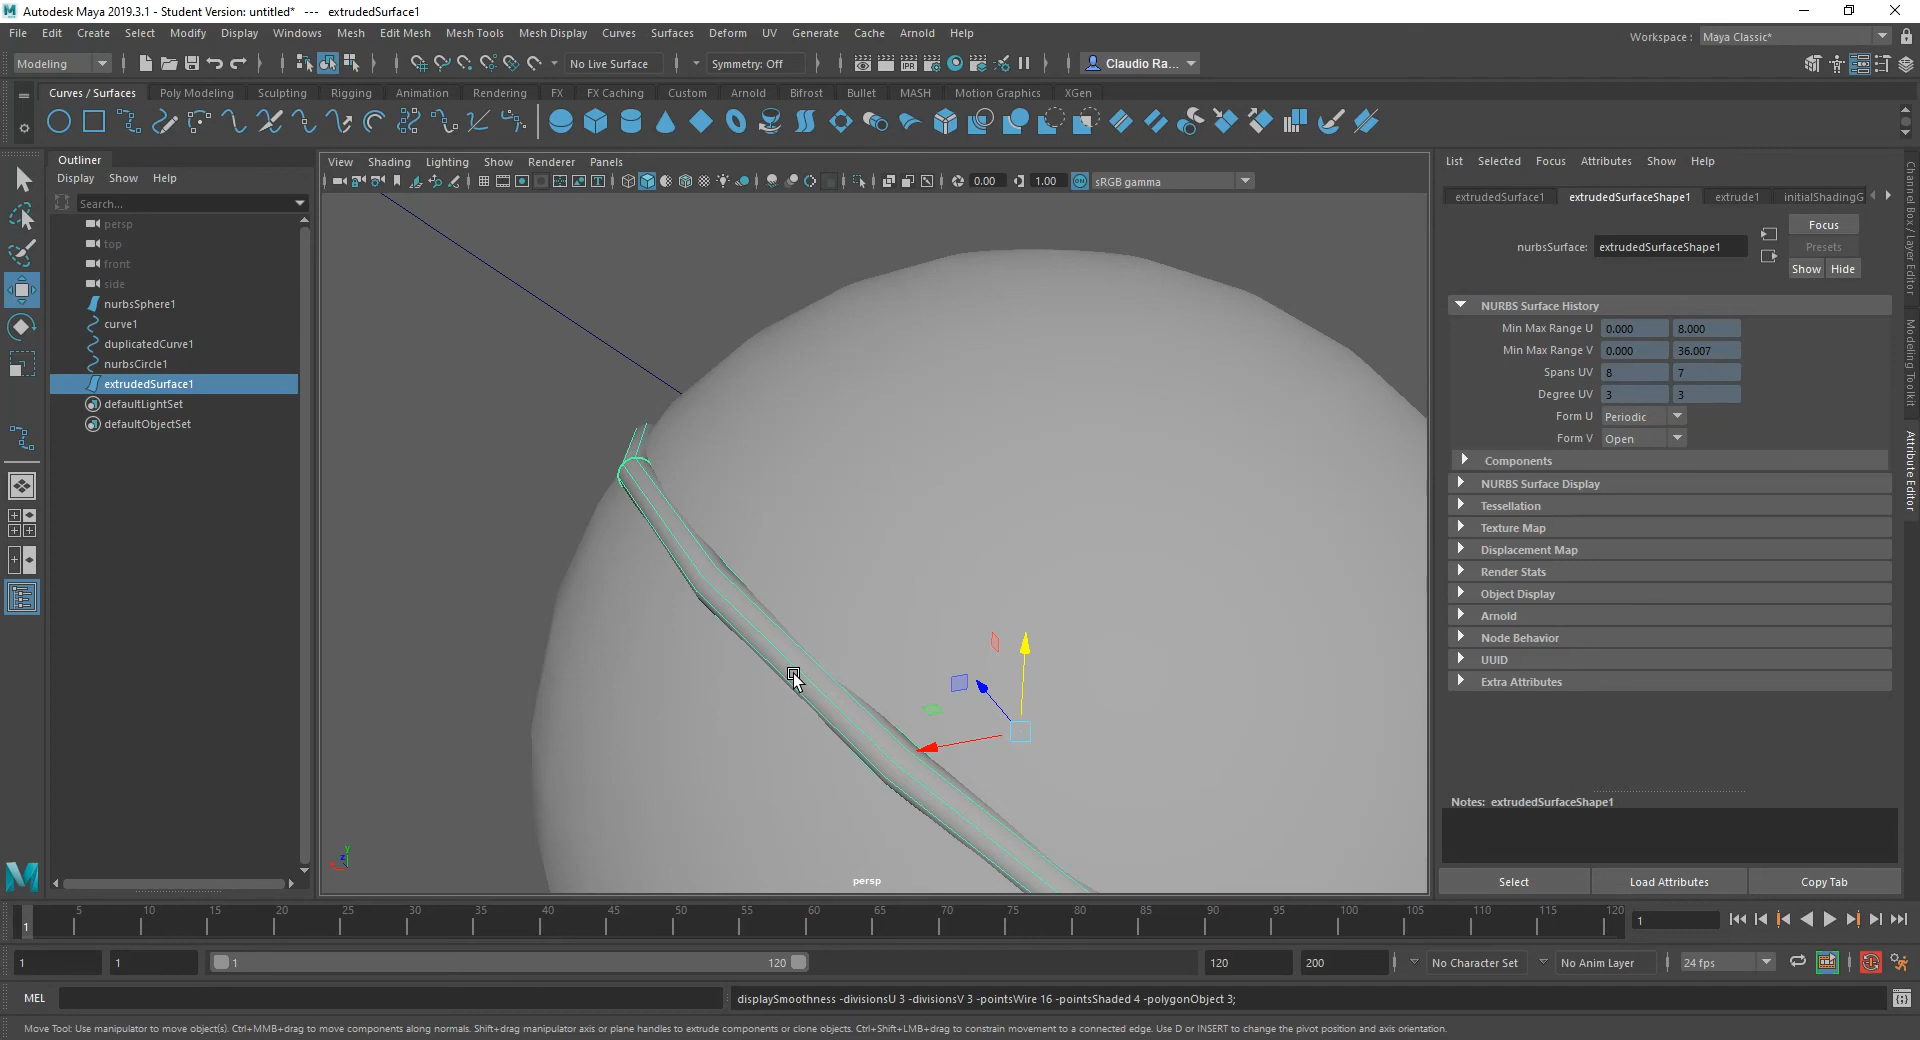 Autodesk Maya 2019.3.1 - Student Version: untitled* --- extrudedSurface1
File Edit Create Select Modify Display Windows Mesh Edit Mesh Mesh Tools Mesh Display Curves Surfaces Deform UV Generate Cache Arnold Help
Workspace : Maya Classic*
Modeling No Live Surface Symmetry: Off Claudio Ra...
Curves / Surfaces Poly Modeling Sculpting Rigging Animation Rendering FX FX Caching Custom Arnold Bifrost Bullet MASH Motion Graphics XGen
Outliner
Display Show Help
Search...
persp
top
front
side
nurbsSphere1
curve1
duplicatedCurve1
nurbsCircle1
extrudedSurface1
defaultLightSet
defaultObjectSet
View Shading Lighting Show Renderer Panels
0.00 1.00 ON sRGB gamma
y
z
persp
List Selected Focus Attributes Show Help
extrudedSurface1 extrudedSurfaceShape1 extrude1 initialShadingG
Focus
nurbsSurface: extrudedSurfaceShape1
Presets
Show Hide
NURBS Surface History
Min Max Range U 0.000 8.000
Min Max Range V 0.000 36.007
Spans UV 8 7
Degree UV 3 3
Form U Periodic
Form V Open
Components
NURBS Surface Display
Tessellation
Texture Map
Displacement Map
Render Stats
Object Display
Arnold
Node Behavior
UUID
Extra Attributes
Notes: extrudedSurfaceShape1
Select Load Attributes Copy Tab
Channel Box / Layer Editor
Modeling Toolkit
Attribute Editor
1 5 10 15 20 25 30 35 40 45 50 55 60 65 70 75 80 85 90 95 100 105 110 115 120 1
1 1 1 120 120 200 No Character Set No Anim Layer 24 fps
MEL displaySmoothness -divisionsU 3 -divisionsV 3 -pointsWire 16 -pointsShaded 4 -polygonObject 3;
Move Tool: Use manipulator to move object(s). Ctrl+MMB+drag to move components along normals. Shift+drag manipulator axis or plane handles to extrude components or clone objects. Ctrl+Shift+LMB+drag to constrain movement to a connected edge. Use D or INSERT to change the pivot position and axis orientation.